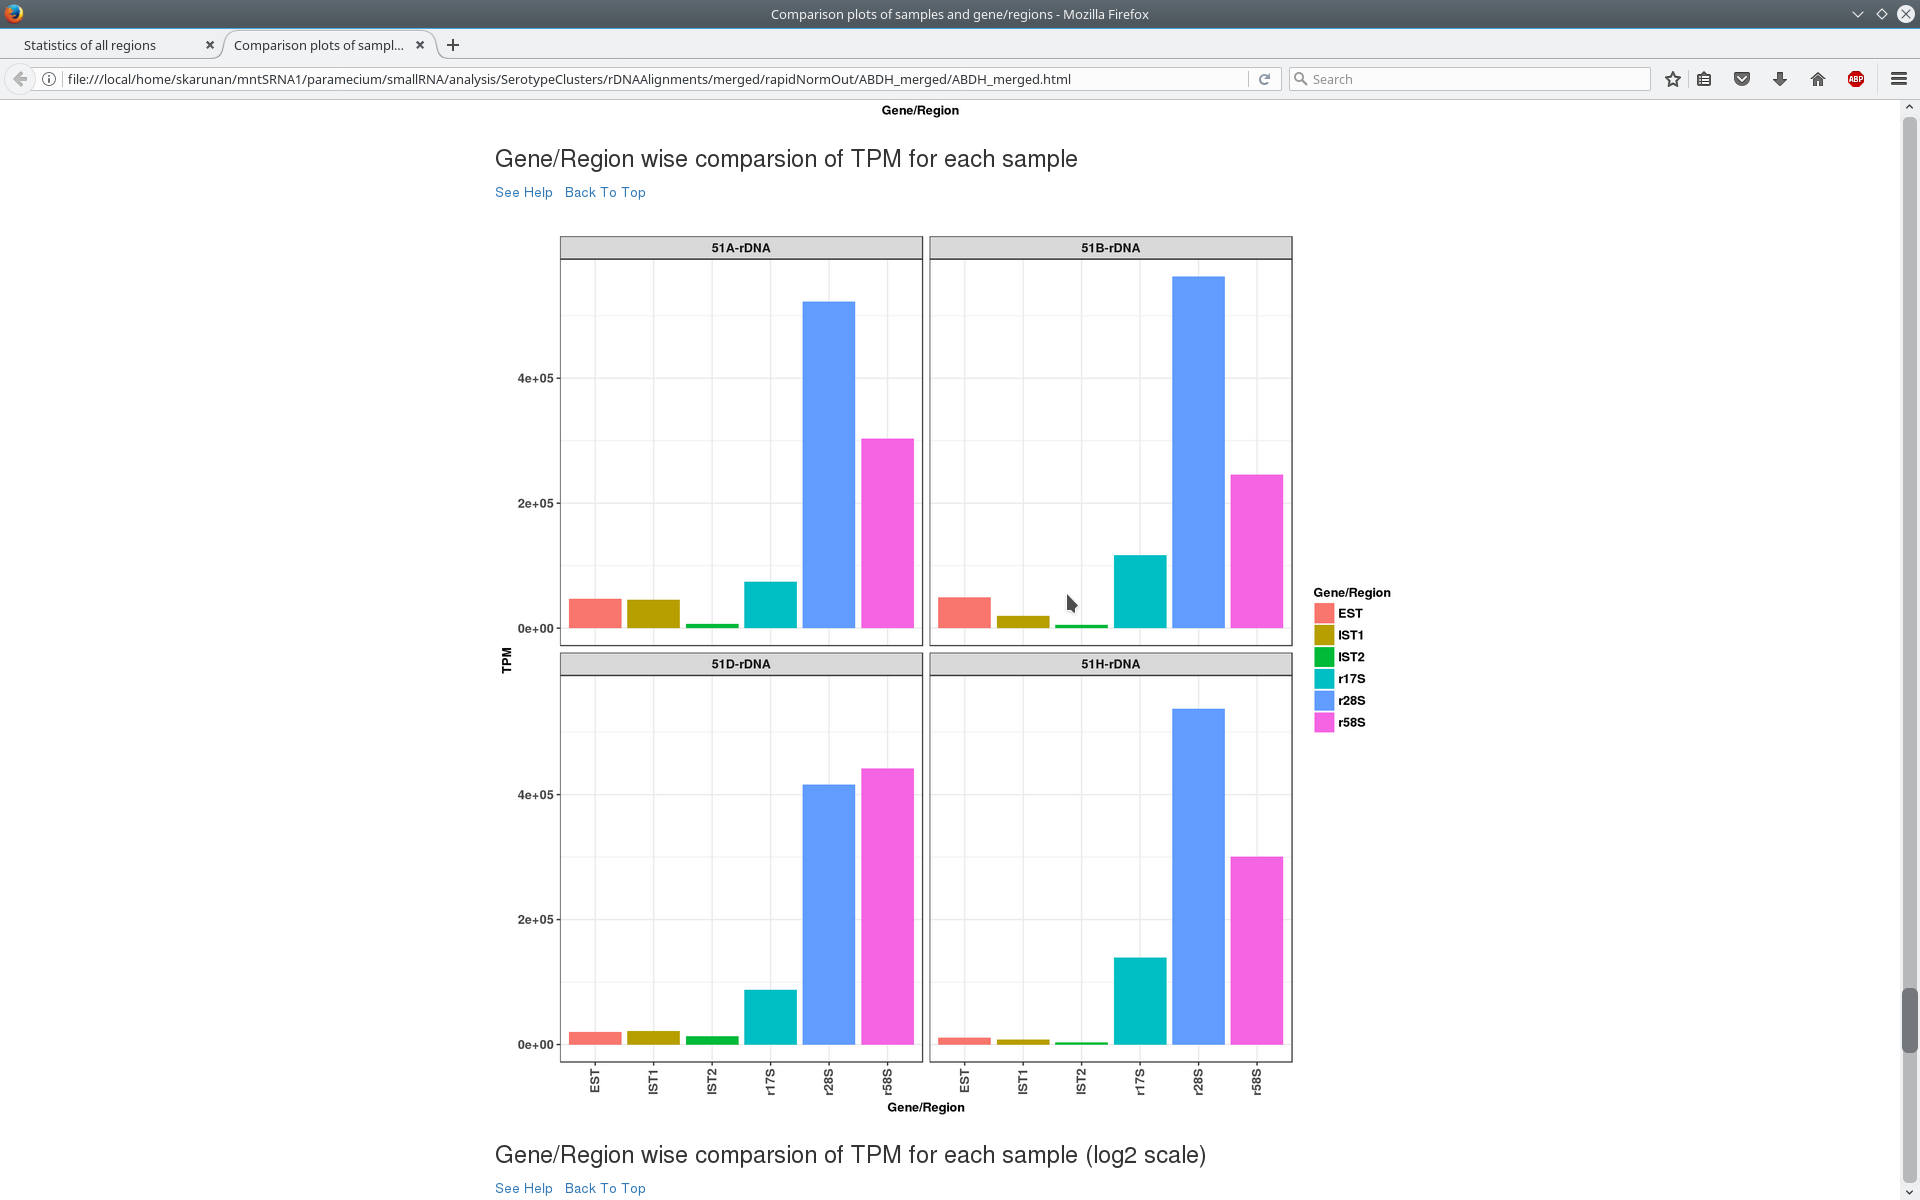 Comparison plots of samples and gene/regions - Mozilla Firefox
Statistics of all regions
Comparison plots of sampl...
file:///local/home/skarunan/mntSRNA1/paramecium/smallRNA/analysis/SerotypeClusters/rDNAAlignments/merged/rapidNormOut/ABDH_merged/ABDH_merged.html
Search
ABP
Gene/Region
Gene/Region wise comparsion of TPM for each sample
See Help Back To Top
51A-rDNA
51B-rDNA
4e+05
2e+05
0e+00
TPM
51D-rDNA
51H-rDNA
4e+05
2e+05
0e+00
EST IST1 IST2 r17S r28S r58S
EST IST1 IST2 r17S r28S r58S
Gene/Region
Gene/Region
EST
IST1
IST2
r17S
r28S
r58S
Gene/Region wise comparsion of TPM for each sample (log2 scale)
See Help Back To Top